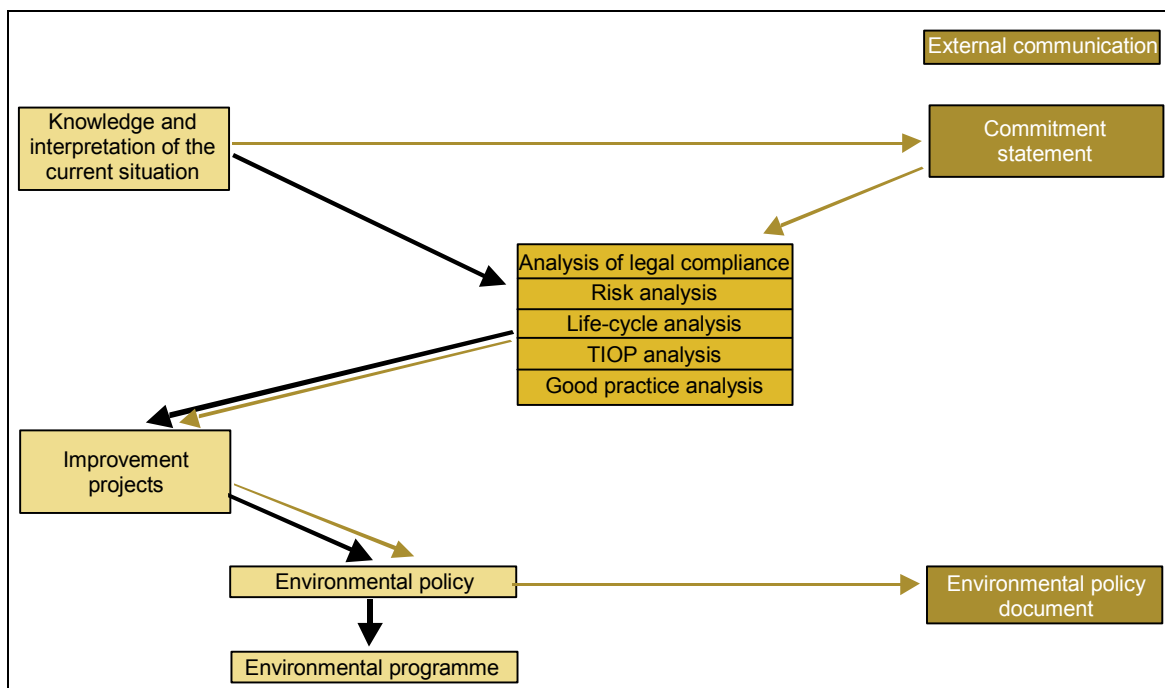 External communication
Knowledge and
interpretation of the
current situation
Commitment
statement
Analysis of legal compliance
Risk analysis
Life-cycle analysis
TIOP analysis
Good practice analysis
Improvement
projects
Environmental policy
Environmental policy
document
Environmental programme